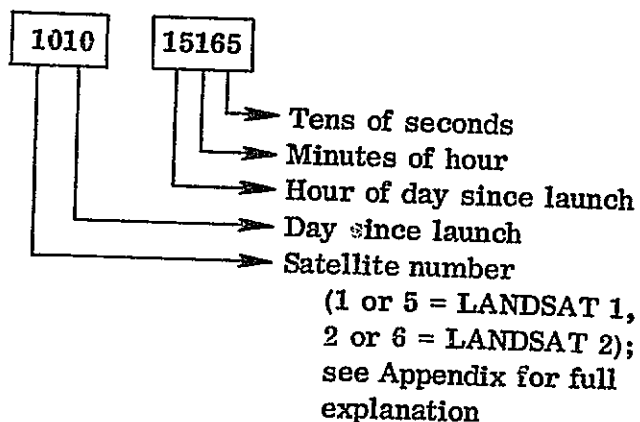 1010 15165
Tens of seconds
Minutes of hour
Hour of day since launch
Day since launch
Satellite number
(1 or 5 = LANDSAT 1,
2 or 6 = LANDSAT 2);
see Appendix for full
explanation